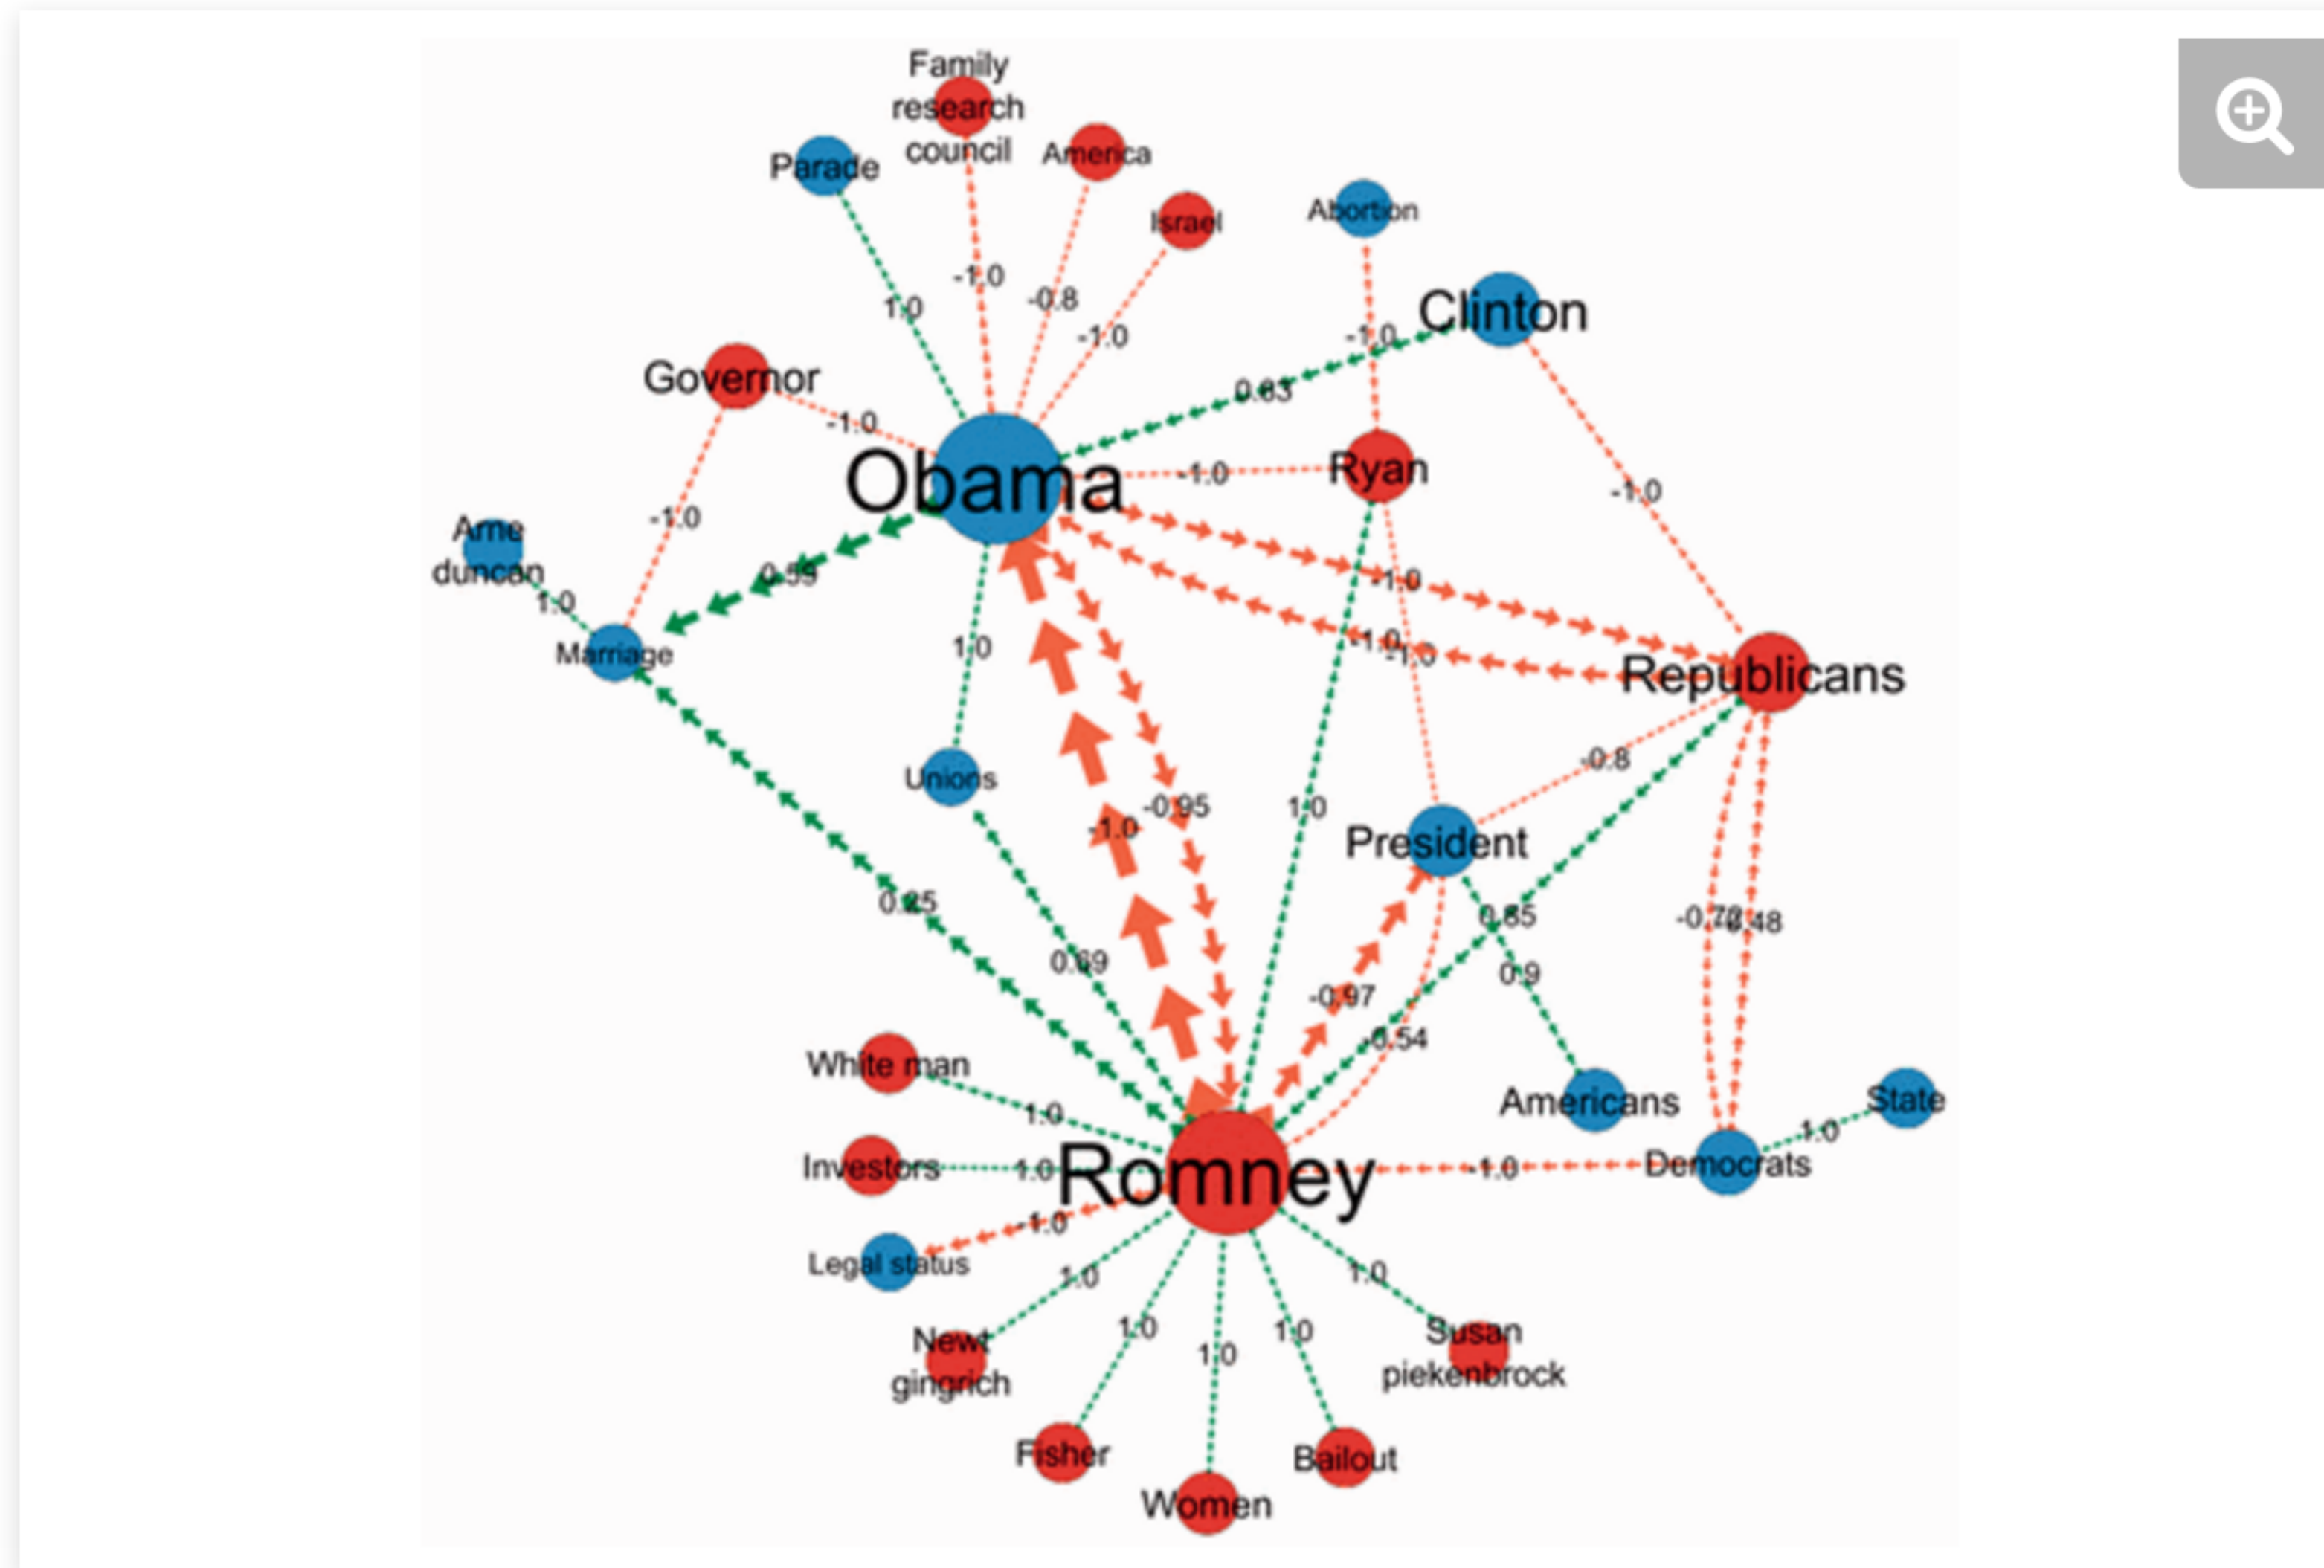 Family
research
council
Parade
America
Israel
Abortion
-1.0
-0.8
1.0
-1.0
-1.0
Clinton
Governor
0.83
-1.0
Obama
-1.0
Ryan
-1.0
-1.0
Arne
duncan
1.0
0.59
-1.0
Marriage
1.0
-1.0
-1.0
Republicans
Unions
-0.8
-0.95
-1.0
1.0
President
0.25
0.85
0.69
0.9
-0.97
-0.54
White man
1.0
Americans
State
1.0
Investors
1.0
Romney
-1.0
Democrats
-1.0
Legal status
1.0
1.0
1.0
1.0
1.0
Newt
gingrich
Susan
piekenbrock
Fisher
Bailout
Women